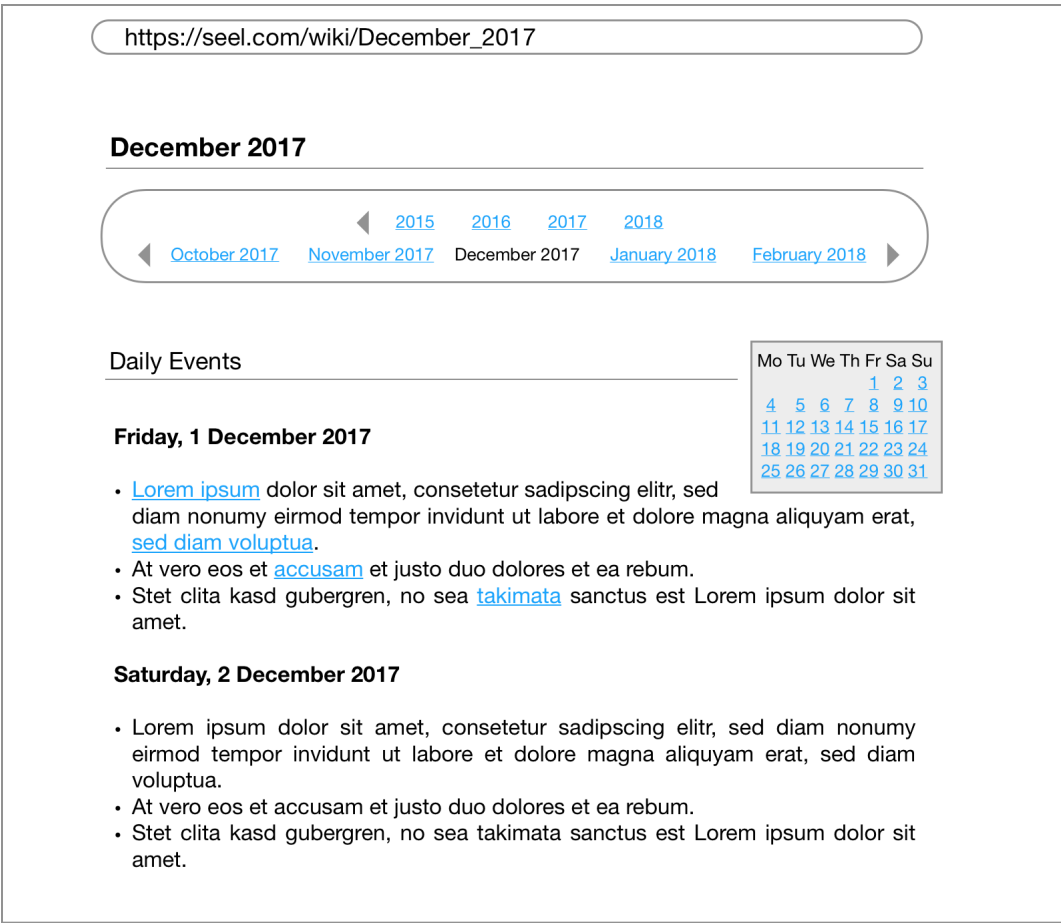 https://seel.com/wiki/December_2017
December 2017
2015 2016 2017 2018
October 2017 November 2017 December 2017 January 2018 February 2018
Daily Events
Mo Tu We Th Fr Sa Su
1 2 3
4 5 6 7 8 9 10
11 12 13 14 15 16 17
18 19 20 21 22 23 24
25 26 27 28 29 30 31
Friday, 1 December 2017
• Lorem ipsum dolor sit amet, consetetur sadipscing elitr, sed
diam nonumy eirmod tempor invidunt ut labore et dolore magna aliquyam erat,
sed diam voluptua.
• At vero eos et accusam et justo duo dolores et ea rebum.
• Stet clita kasd gubergren, no sea takimata sanctus est Lorem ipsum dolor sit
amet.
Saturday, 2 December 2017
• Lorem ipsum dolor sit amet, consetetur sadipscing elitr, sed diam nonumy
eirmod tempor invidunt ut labore et dolore magna aliquyam erat, sed diam
voluptua.
• At vero eos et accusam et justo duo dolores et ea rebum.
• Stet clita kasd gubergren, no sea takimata sanctus est Lorem ipsum dolor sit
amet.